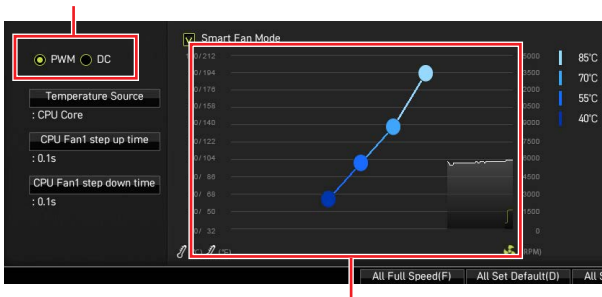 Smart Fan Mode
PWM DC
Temperature Source
: CPU Core
CPU Fan1 step up time
: 0.1s
CPU Fan1 step down time
: 0.1s
0/212
0/194
0/176
0/158
0/140
0/122
0/104
0/ 86
0/ 68
0/ 50
0/ 32
(°C) (°F)
5000
3500
2000
0500
9000
7500
6000
4500
3000
1500
0
(RPM)
85°C
70°C
55°C
40°C
All Full Speed(F) All Set Default(D) All S